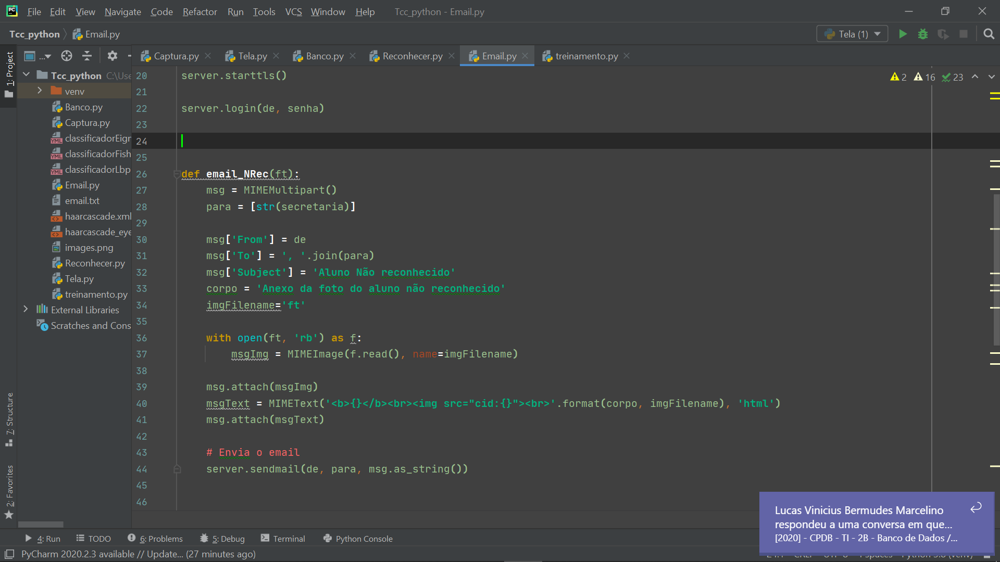 File Edit View Navigate Code Refactor Run Tools VCS Window Help Tcc_python - Email.py
Tcc_python Email.py Tela (1)
1: Project
... Captura.py Tela.py Banco.py Reconhecer.py Email.py treinamento.py
Tcc_python C:\Use
venv
Banco.py
Captura.py
classificadorEigr
classificadorFish
classificadorLbp
Email.py
email.txt
haarcascade.xml
haarcascade_eye
images.png
Reconhecer.py
Tela.py
treinamento.py
External Libraries
Scratches and Cons
2 16 23
20 server.starttls()
21
22 server.login(de, senha)
23
24
25
26 def email_NRec(ft):
27 msg = MIMEMultipart()
28 para = [str(secretaria)]
29
30 msg['From'] = de
31 msg['To'] = ', '.join(para)
32 msg['Subject'] = 'Aluno Não reconhecido'
33 corpo = 'Anexo da foto do aluno não reconhecido'
34 imgFilename='ft'
35
36 with open(ft, 'rb') as f:
37 msgImg = MIMEImage(f.read(), name=imgFilename)
38
39 msg.attach(msgImg)
40 msgText = MIMEText('<b>{}</b><br><img src="cid:{}"><br>'.format(corpo, imgFilename), 'html')
41 msg.attach(msgText)
42
43 # Envia o email
44 server.sendmail(de, para, msg.as_string())
45
46
7: Structure
2: Favorites
Lucas Vinicius Bermudes Marcelino
respondeu a uma conversa em que...
[2020] - CPDB - TI - 2B - Banco de Dados /...
4: Run TODO 6: Problems 5: Debug Terminal Python Console
PyCharm 2020.2.3 available // Update... (27 minutes ago)